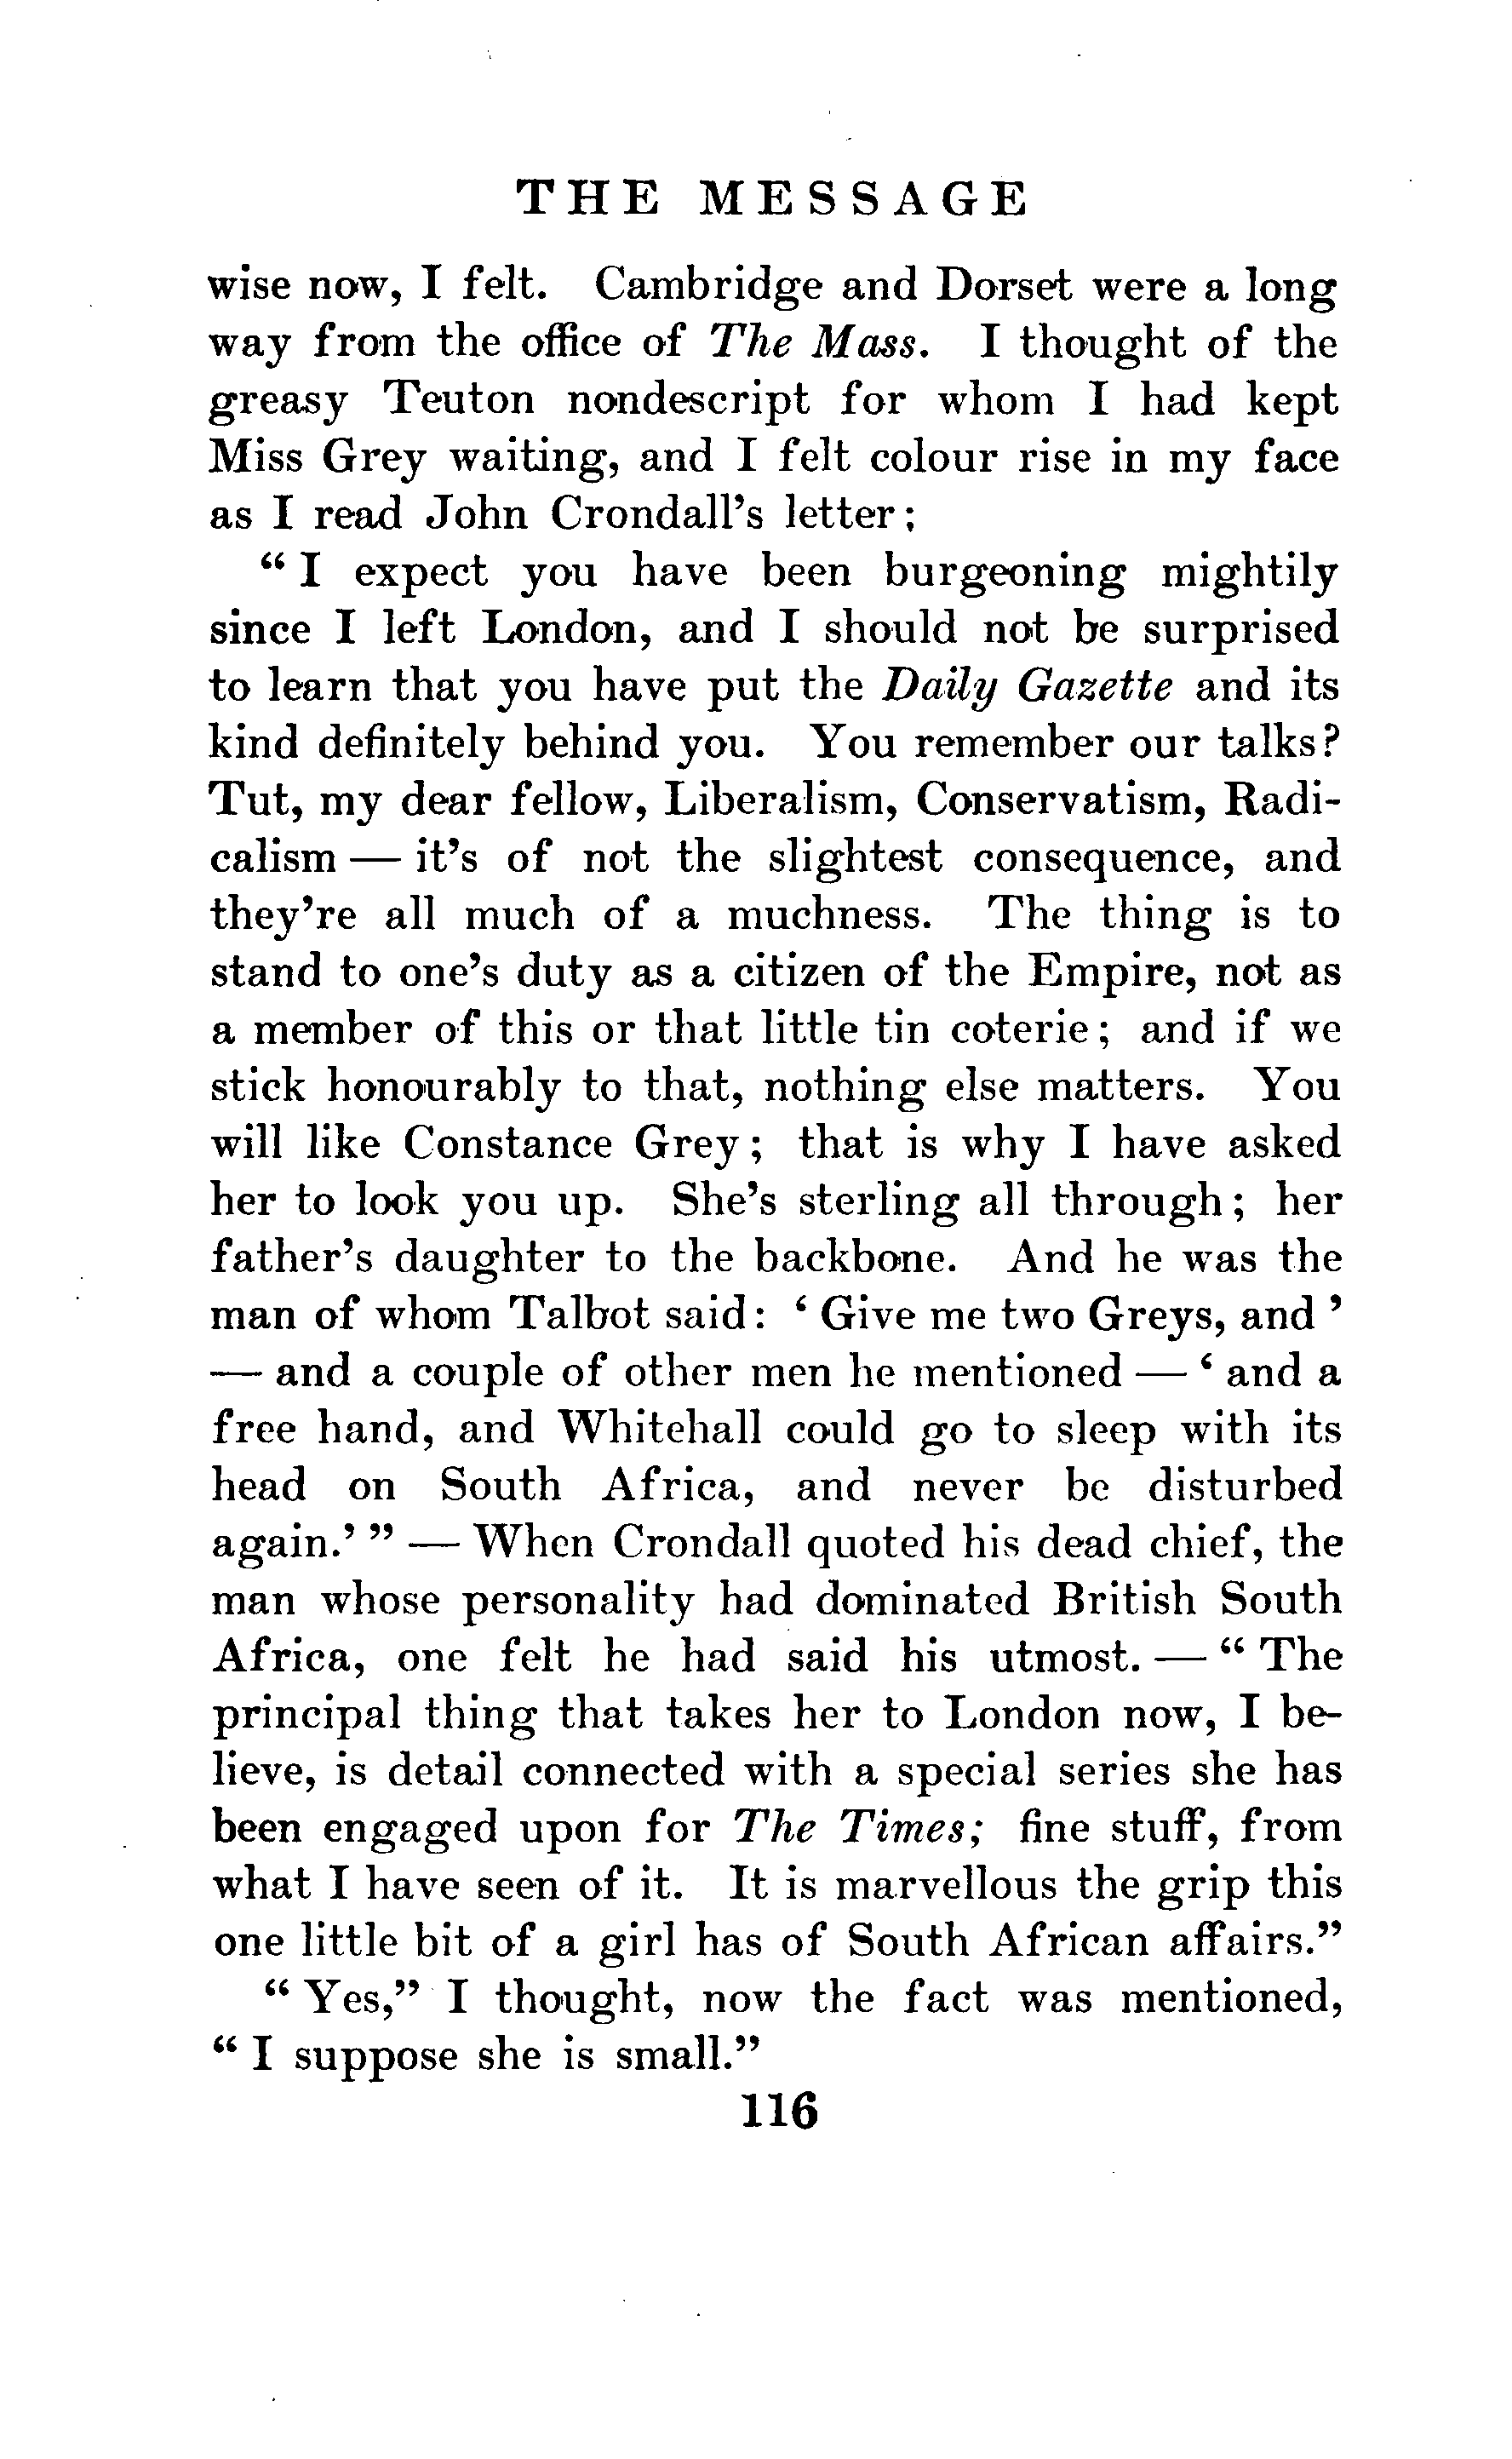 THE MESSAGE
wise now, I felt. Cambridge and Dorset were a long
way from the office of The Mass. I thought of the
greasy Teuton nondescript for whom I had kept
Miss Grey waiting, and I felt colour rise in my face
as I read John Crondall's letter;
" I expect you have been burgeoning mightily
since I left London, and I should not be surprised
to learn that you have put the Daily Gazette and its
kind definitely behind you. You remember our talks?
Tut, my dear fellow, Liberalism, Conservatism, Radi-
calism — it's of not the slightest consequence, and
they're all much of a muchness. The thing is to
stand to one's duty as a citizen of the Empire, not as
a member of this or that little tin coterie; and if we
stick honourably to that, nothing else matters. You
will like Constance Grey; that is why I have asked
her to look you up. She's sterling all through; her
father's daughter to the backbone. And he was the
man of whom Talbot said: ' Give me two Greys, and '
— and a couple of other men he mentioned — ' and a
free hand, and Whitehall could go to sleep with its
head on South Africa, and never be disturbed
again.' " — When Crondall quoted his dead chief, the
man whose personality had dominated British South
Africa, one felt he had said his utmost. — " The
principal thing that takes her to London now, I be-
lieve, is detail connected with a special series she has
been engaged upon for The Times; fine stuff, from
what I have seen of it. It is marvellous the grip this
one little bit of a girl has of South African affairs."
" Yes," I thought, now the fact was mentioned,
" I suppose she is small."
116